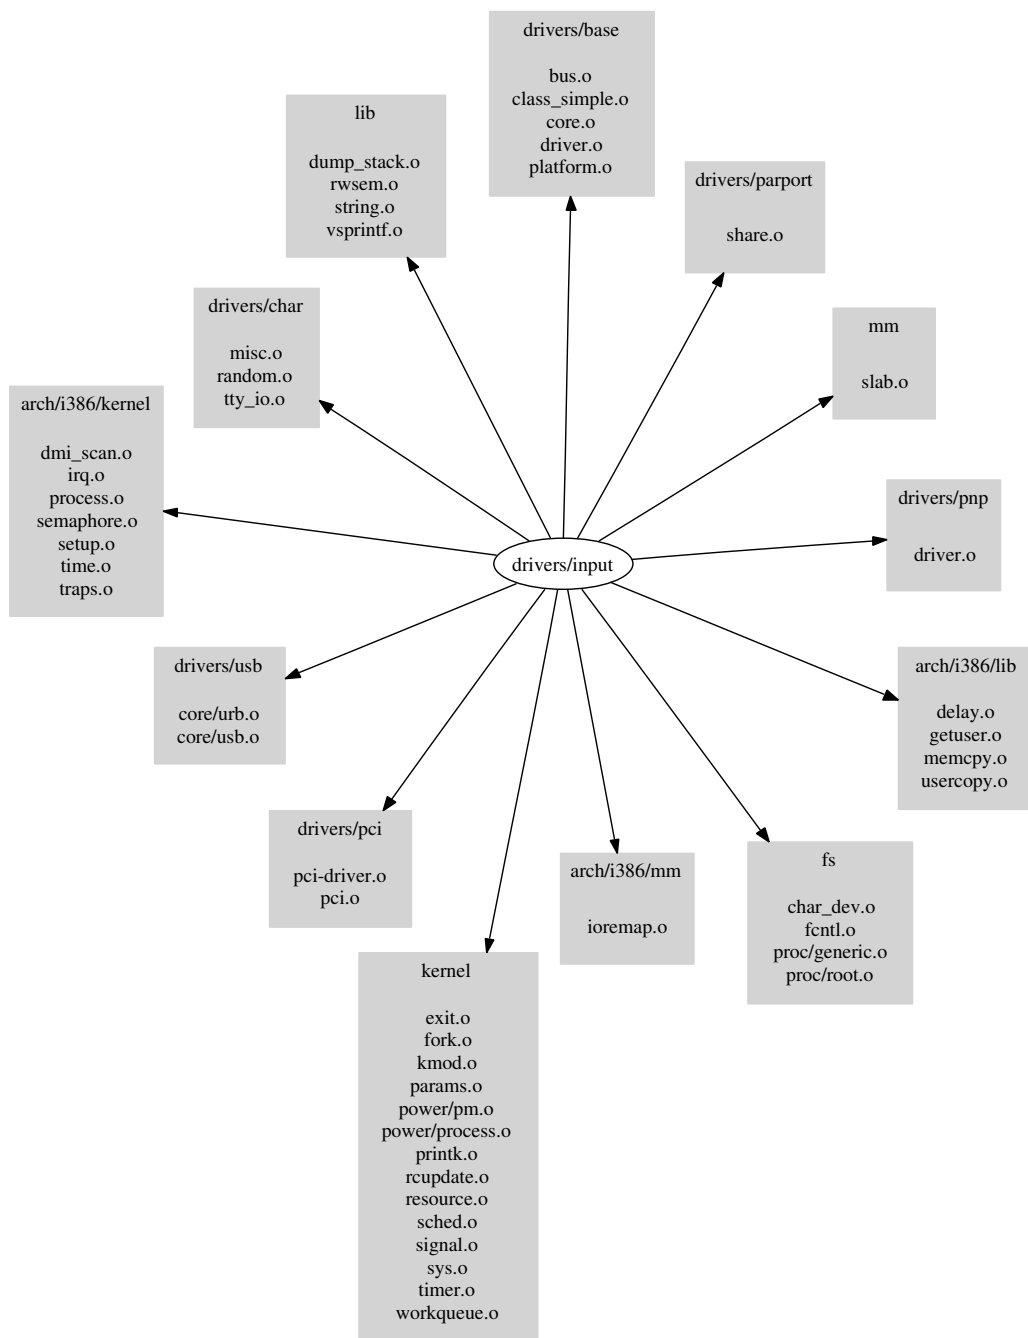 drivers/base
bus.o
class_simple.o
core.o
driver.o
platform.o
lib
dump_stack.o
rwsem.o
string.o
vsprintf.o
drivers/parport
share.o
drivers/char
misc.o
random.o
tty_io.o
mm
slab.o
arch/i386/kernel
dmi_scan.o
irq.o
process.o
semaphore.o
setup.o
time.o
traps.o
drivers/pnp
driver.o
drivers/input
drivers/usb
core/urb.o
core/usb.o
arch/i386/lib
delay.o
getuser.o
memcpy.o
usercopy.o
drivers/pci
pci-driver.o
pci.o
arch/i386/mm
ioremap.o
fs
char_dev.o
fcntl.o
proc/generic.o
proc/root.o
kernel
exit.o
fork.o
kmod.o
params.o
power/pm.o
power/process.o
printk.o
rcupdate.o
resource.o
sched.o
signal.o
sys.o
timer.o
workqueue.o